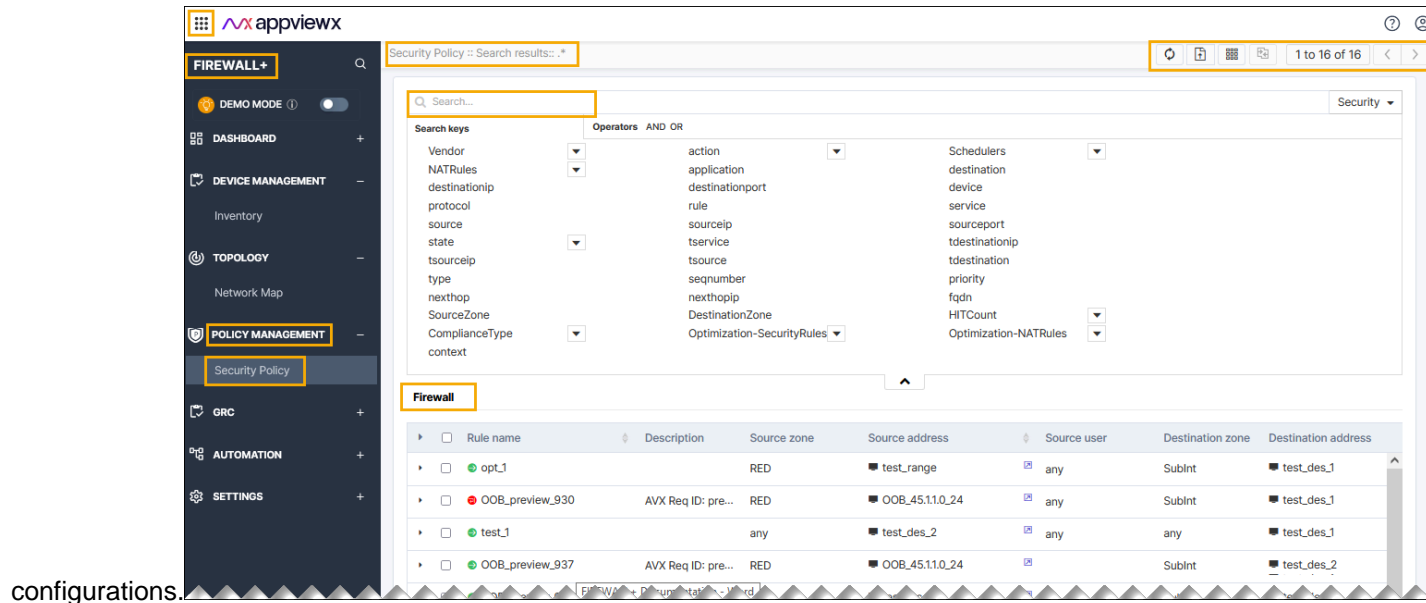 appviewx
FIREWALL+
Security Policy :: Search results:: .*
1 to 16 of 16
DEMO MODE
DASHBOARD +
DEVICE MANAGEMENT –
Inventory
TOPOLOGY –
Network Map
POLICY MANAGEMENT –
Security Policy
GRC +
AUTOMATION +
SETTINGS +
Search...
Security
Search keys Operators AND OR
Vendor action Schedulers
NATRules application destination
destinationip destinationport device
protocol rule service
source sourceip sourceport
state tservice tdestinationip
tsourceip tsource tdestination
type seqnumber priority
nexthop nexthopip fqdn
SourceZone DestinationZone HITCount
ComplianceType Optimization-SecurityRules Optimization-NATRules
context
Firewall
Rule name Description Source zone Source address Source user Destination zone Destination address
opt_1 RED test_range any SubInt test_des_1
OOB_preview_930 AVX Req ID: pre... RED OOB_45.1.1.0_24 any SubInt test_des_1
test_1 any test_des_2 any any test_des_1
OOB_preview_937 AVX Req ID: pre... RED OOB_45.1.1.0_24 SubInt test_des_2
configurations.